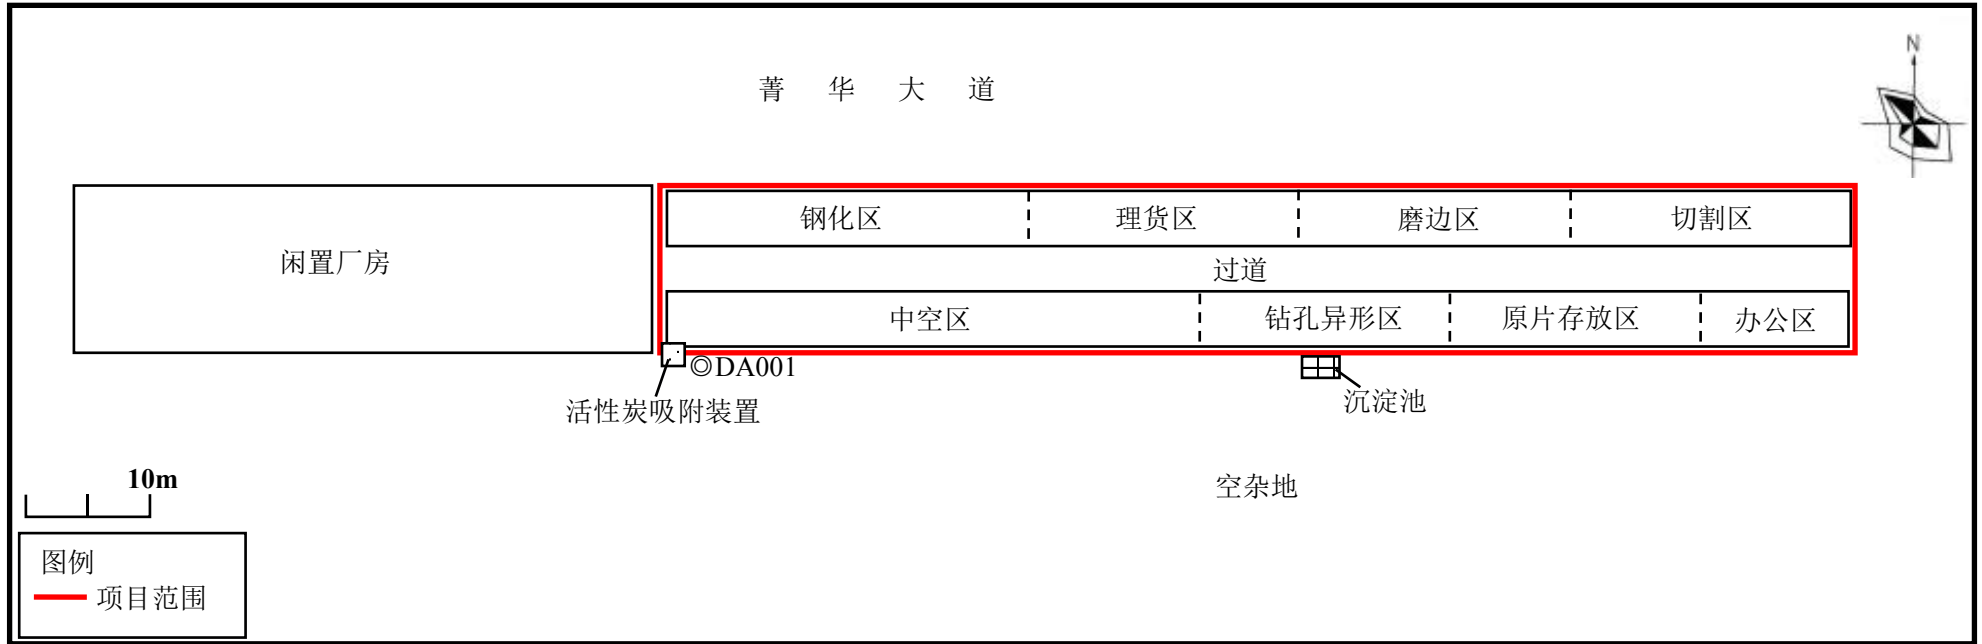 N
菁华大道
钢化区
理货区
磨边区
切割区
闲置厂房
过道
中空区
钻孔异形区
原片存放区
办公区
◎DA001
活性炭吸附装置
沉淀池
10m
空杂地
图例
项目范围